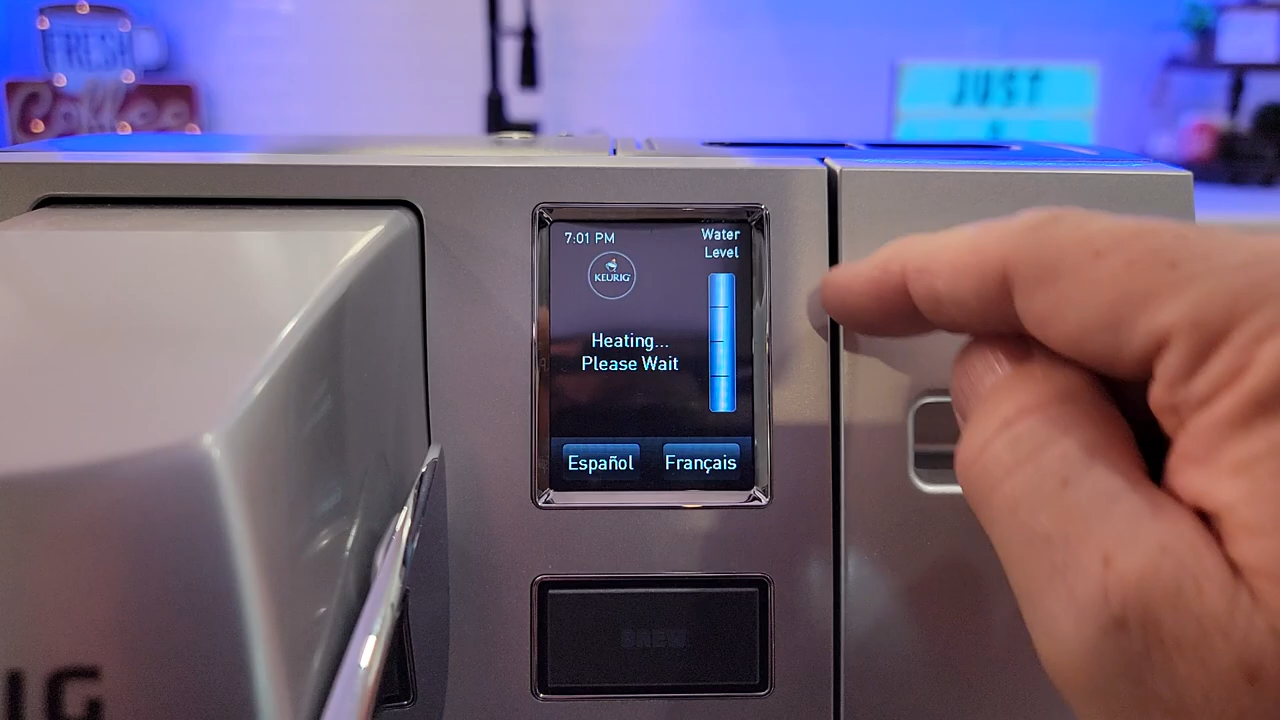 FRESH
Coffee
JUST
7:01 PM
Water
Level
KEURIG
Heating...
Please Wait
Español
Français
BREW
IG